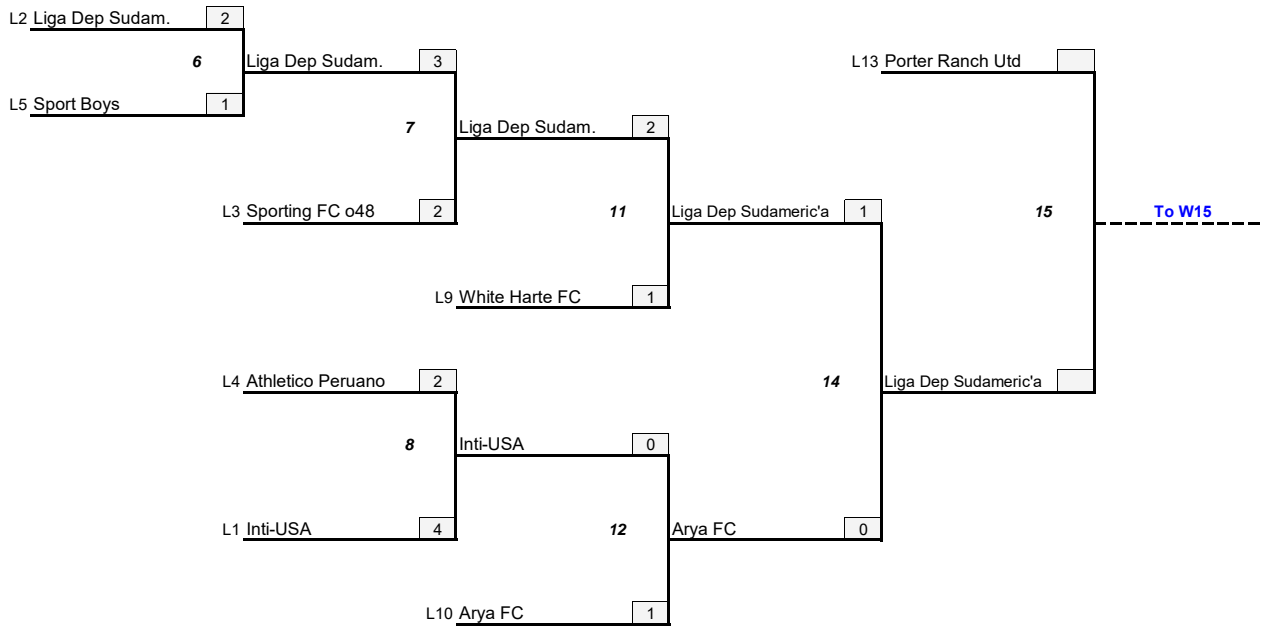 L2 Liga Dep Sudam. 2
6 Liga Dep Sudam. 3 L13 Porter Ranch Utd
L5 Sport Boys 1
7 Liga Dep Sudam. 2
L3 Sporting FC o48 2 11 Liga Dep Sudameric'a 1 15 To W15
L9 White Harte FC 1
L4 Athletico Peruano 2 14 Liga Dep Sudameric'a
8 Inti-USA 0
L1 Inti-USA 4 12 Arya FC 0
L10 Arya FC 1